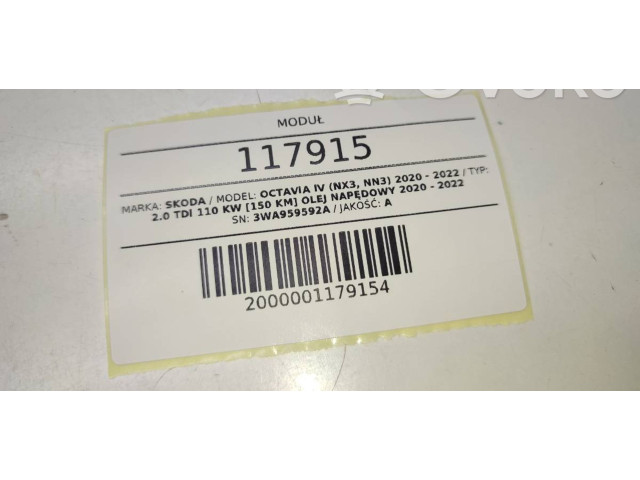 MODUŁ
117915
MARKA: SKODA / MODEL: OCTAVIA IV (NX3, NN3) 2020 - 2022 / TYP:
2.0 TDI 110 KW [150 KM] OLEJ NAPĘDOWY 2020 - 2022
SN: 3WA959592A / JAKOŚĆ: A
2000001179154